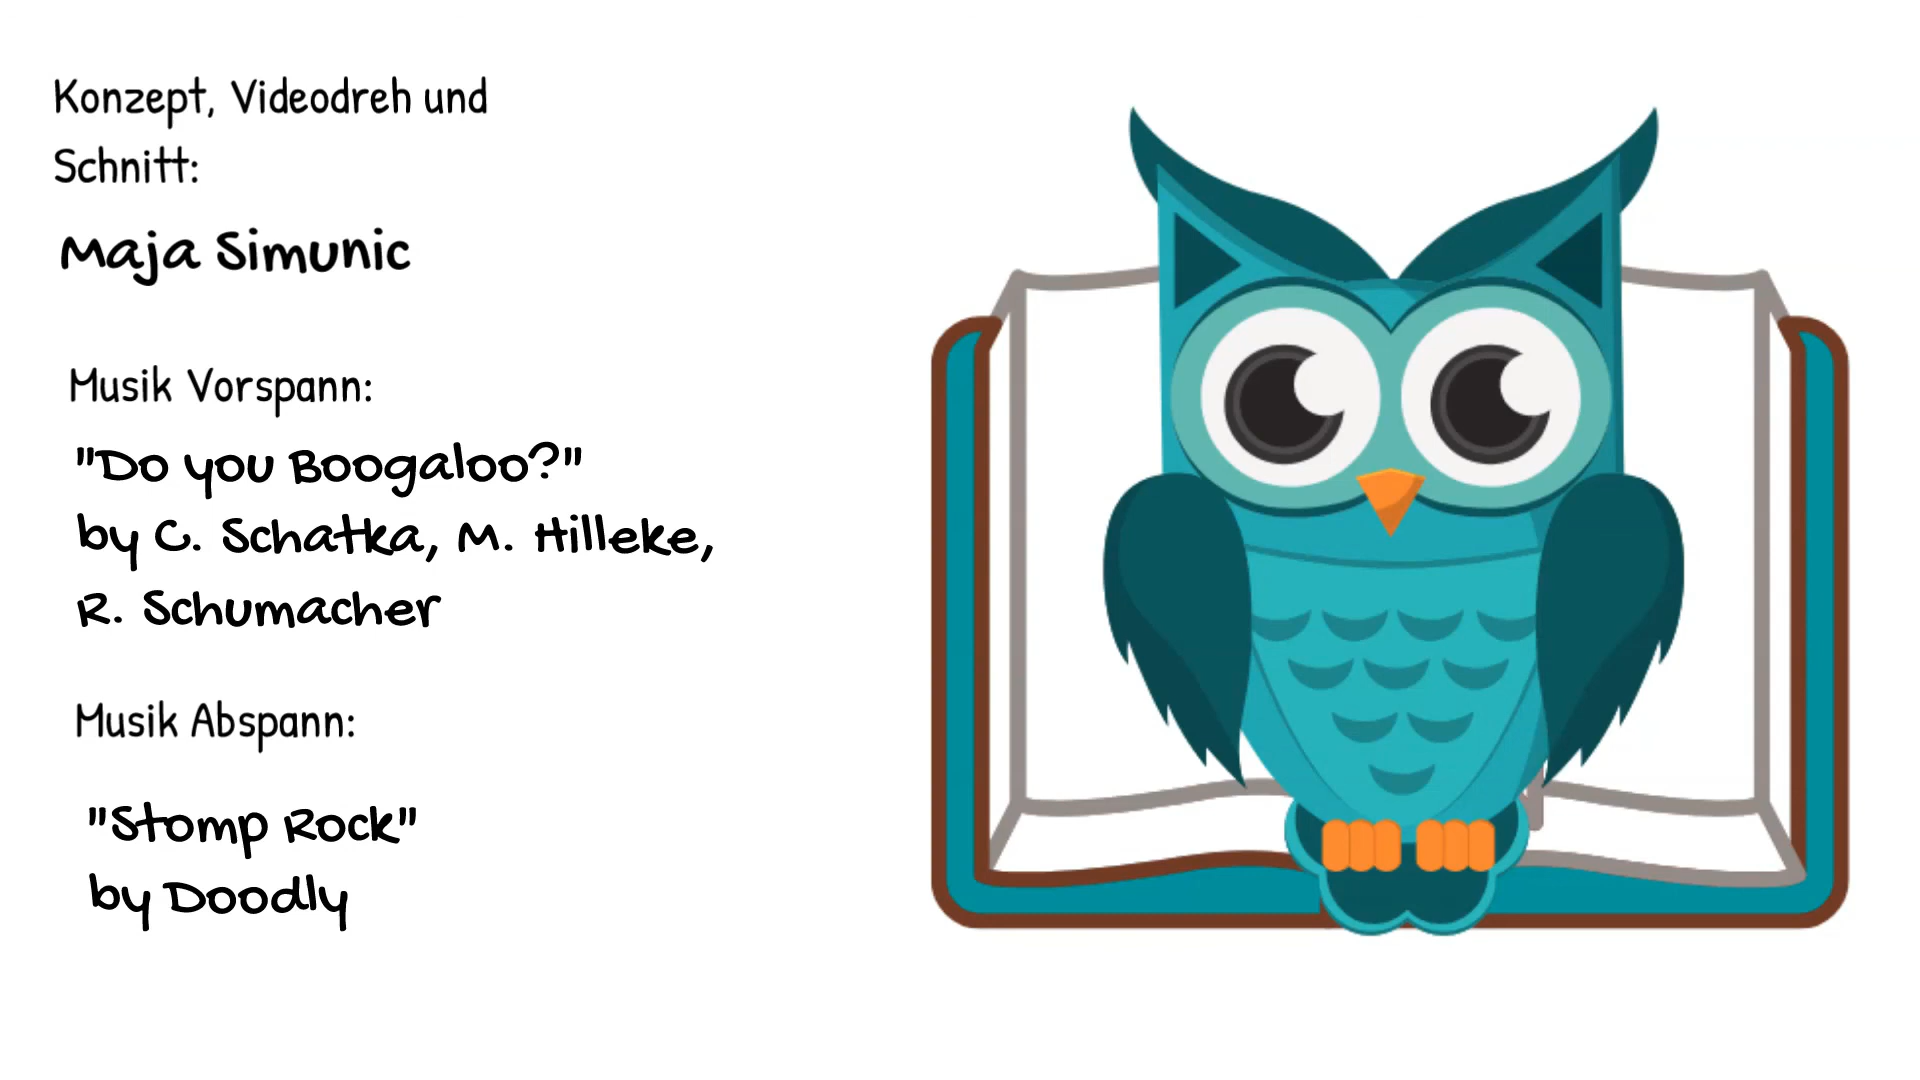 Konzept, Videodreh und
Schnitt:
Maja Simunic
Musik Vorspann:
"Do you Boogaloo?"
by C. Schatka, M. Hilleke,
R. Schumacher
Musik Abspann:
"Stomp Rock"
by Doodly